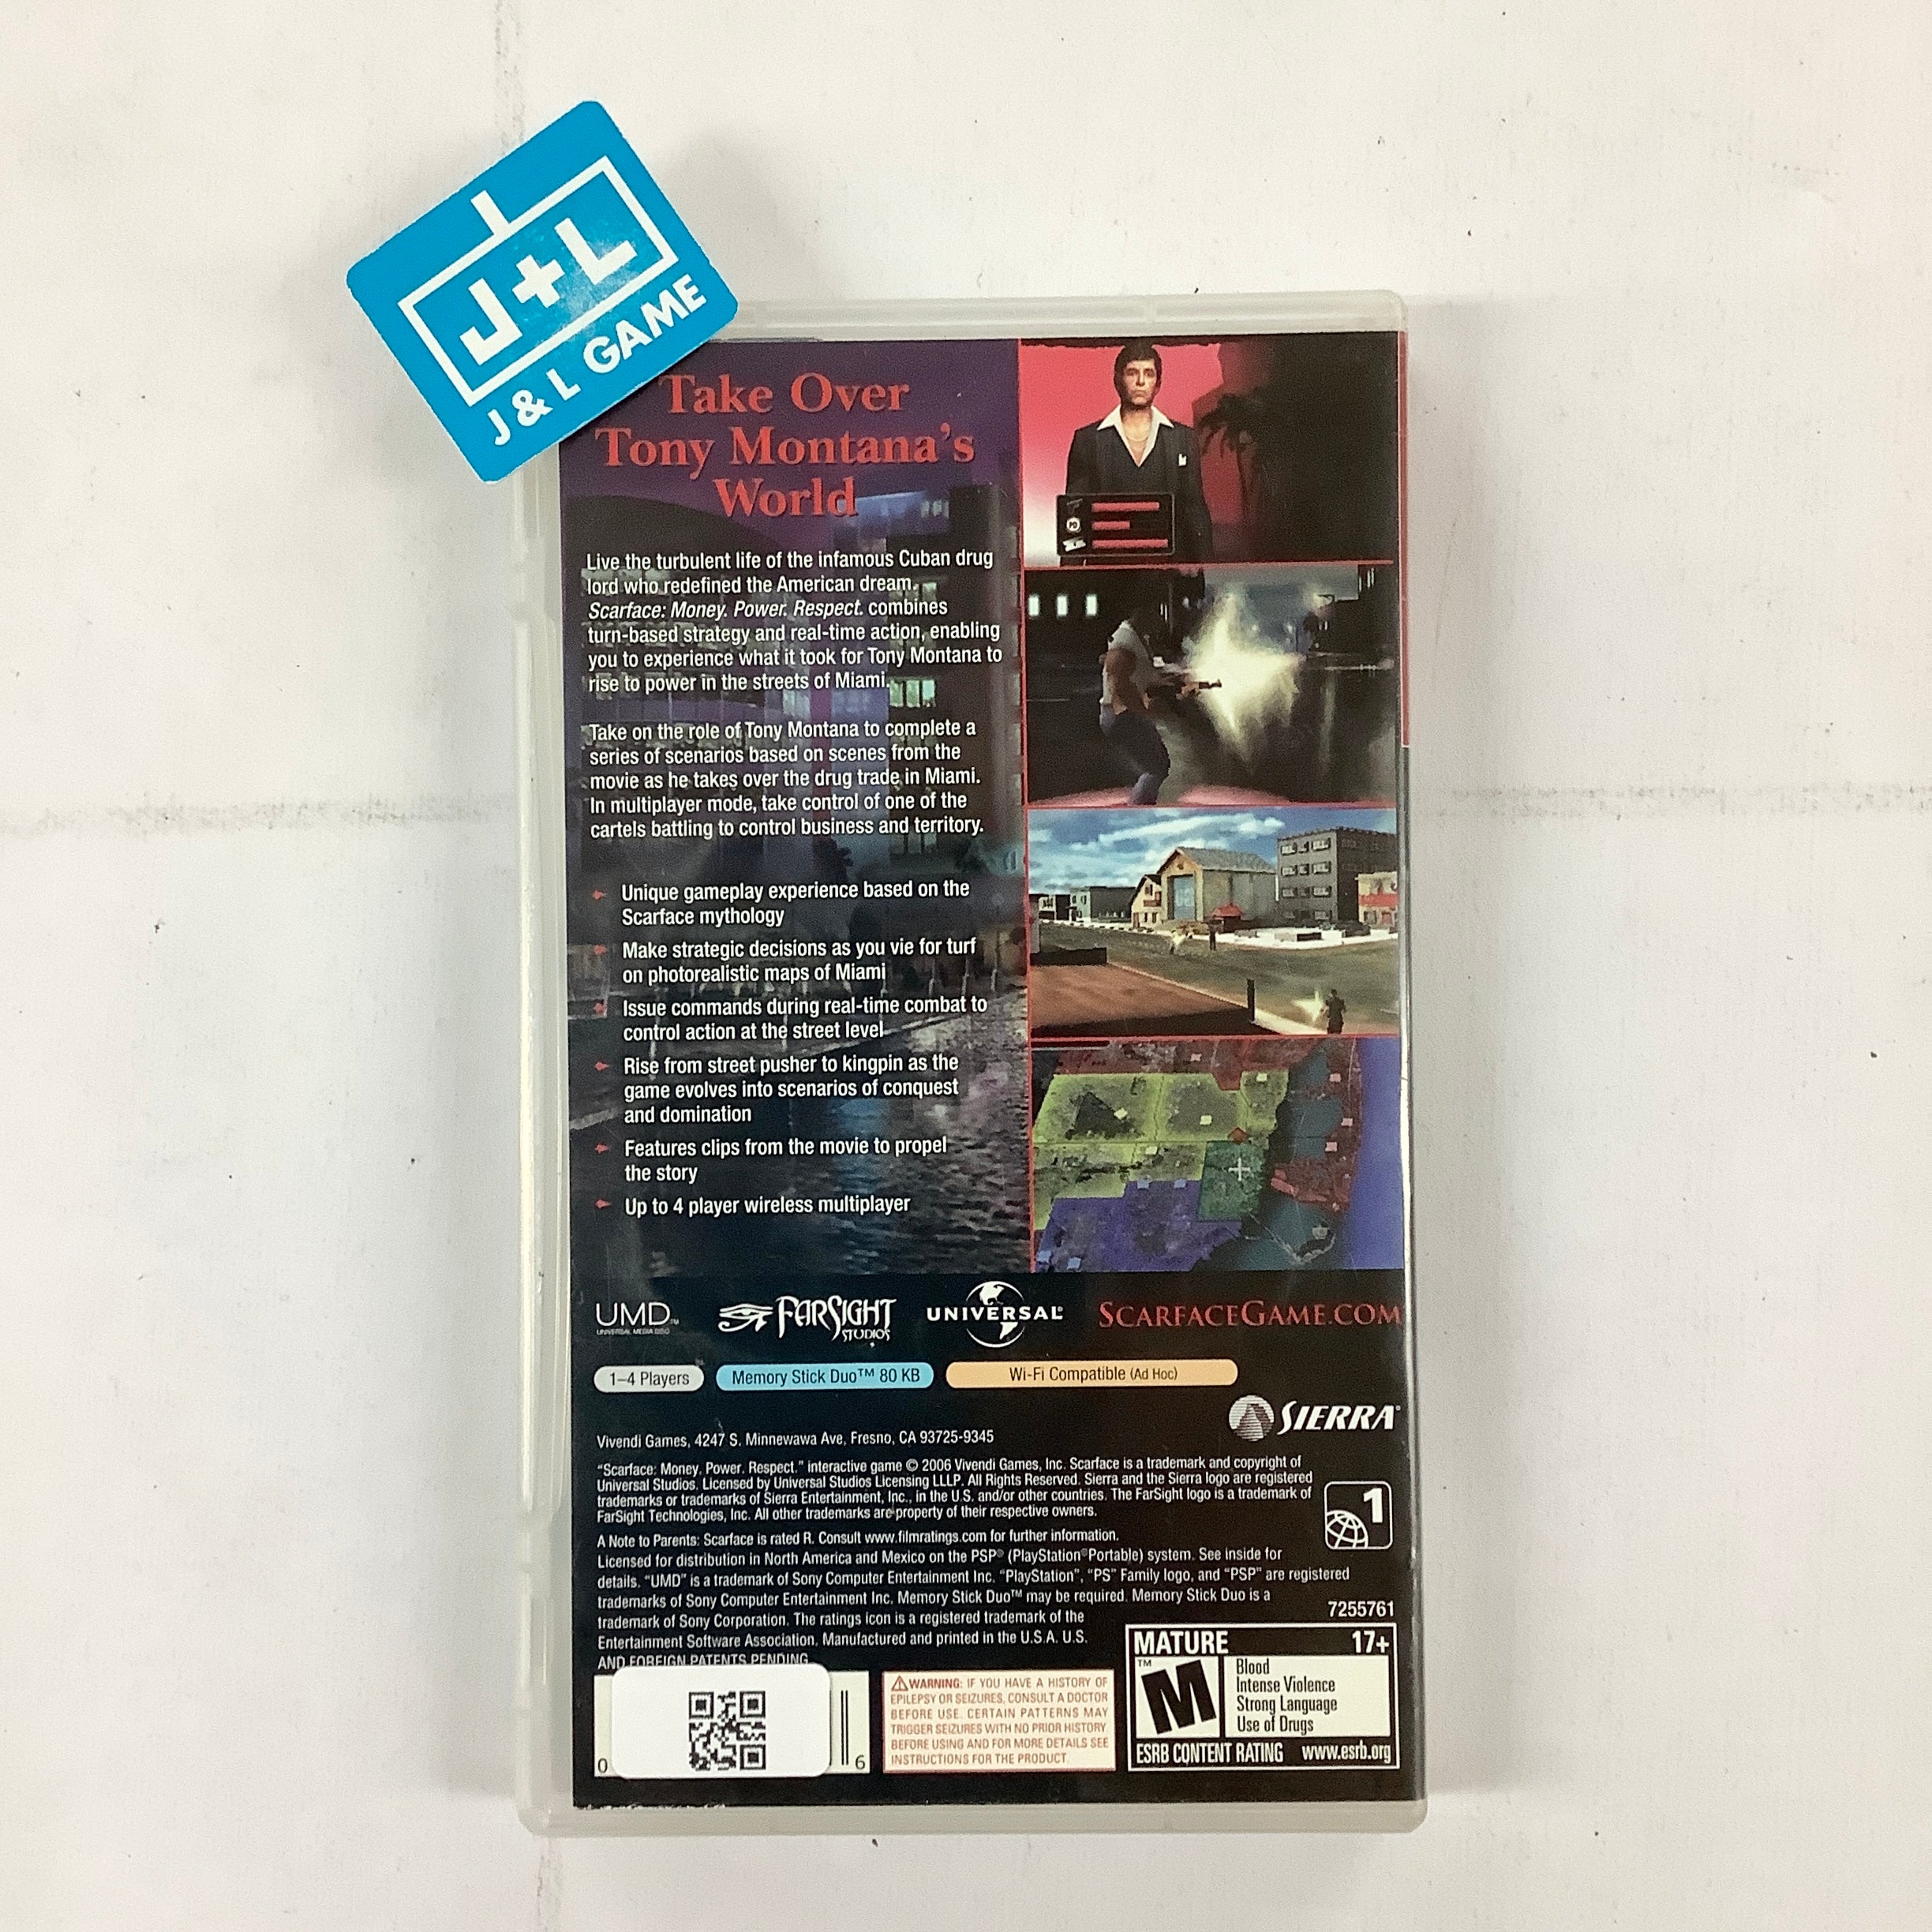 J+L
J & L GAME
Take Over
Tony Montana's
World
Live the turbulent life of the infamous Cuban drug
lord who redefined the American dream.
Scarface: Money. Power. Respect. combines
turn-based strategy and real-time action, enabling
you to experience what it took for Tony Montana to
rise to power in the streets of Miami.
Take on the role of Tony Montana to complete a
series of scenarios based on scenes from the
movie as he takes over the drug trade in Miami.
In multiplayer mode, take control of one of the
cartels battling to control business and territory.
Unique gameplay experience based on the
Scarface mythology
Make strategic decisions as you vie for turf
on photorealistic maps of Miami
Issue commands during real-time combat to
control action at the street level
Rise from street pusher to kingpin as the
game evolves into scenarios of conquest
and domination
Features clips from the movie to propel
the story
Up to 4 player wireless multiplayer
UMD™
UNIVERSAL MEDIA DISC
FARSIGHT
STUDIOS
UNIVERSAL®
SCARFACEGAME.COM
1–4 Players
Memory Stick Duo™ 80 KB
Wi-Fi Compatible (Ad Hoc)
SIERRA®
Vivendi Games, 4247 S. Minnewawa Ave, Fresno, CA 93725-9345
"Scarface: Money. Power. Respect." interactive game © 2006 Vivendi Games, Inc. Scarface is a trademark and copyright of
Universal Studios. Licensed by Universal Studios Licensing LLLP. All Rights Reserved. Sierra and the Sierra logo are registered
trademarks or trademarks of Sierra Entertainment, Inc., in the U.S. and/or other countries. The FarSight logo is a trademark of
FarSight Technologies, Inc. All other trademarks are property of their respective owners.
1
A Note to Parents: Scarface is rated R. Consult www.filmratings.com for further information.
Licensed for distribution in North America and Mexico on the PSP® (PlayStation®Portable) system. See inside for
details. "UMD" is a trademark of Sony Computer Entertainment Inc. "PlayStation", "PS" Family logo, and "PSP" are registered
trademarks of Sony Computer Entertainment Inc. Memory Stick Duo™ may be required. Memory Stick Duo is a
trademark of Sony Corporation. The ratings icon is a registered trademark of the
Entertainment Software Association. Manufactured and printed in the U.S.A. U.S.
AND FOREIGN PATENTS PENDING
7255761
0
6
⚠WARNING: IF YOU HAVE A HISTORY OF
EPILEPSY OR SEIZURES, CONSULT A DOCTOR
BEFORE USE. CERTAIN PATTERNS MAY
TRIGGER SEIZURES WITH NO PRIOR HISTORY.
BEFORE USING AND FOR MORE DETAILS SEE
INSTRUCTIONS FOR THE PRODUCT.
MATURE 17+
™
M
Blood
Intense Violence
Strong Language
Use of Drugs
ESRB CONTENT RATING www.esrb.org